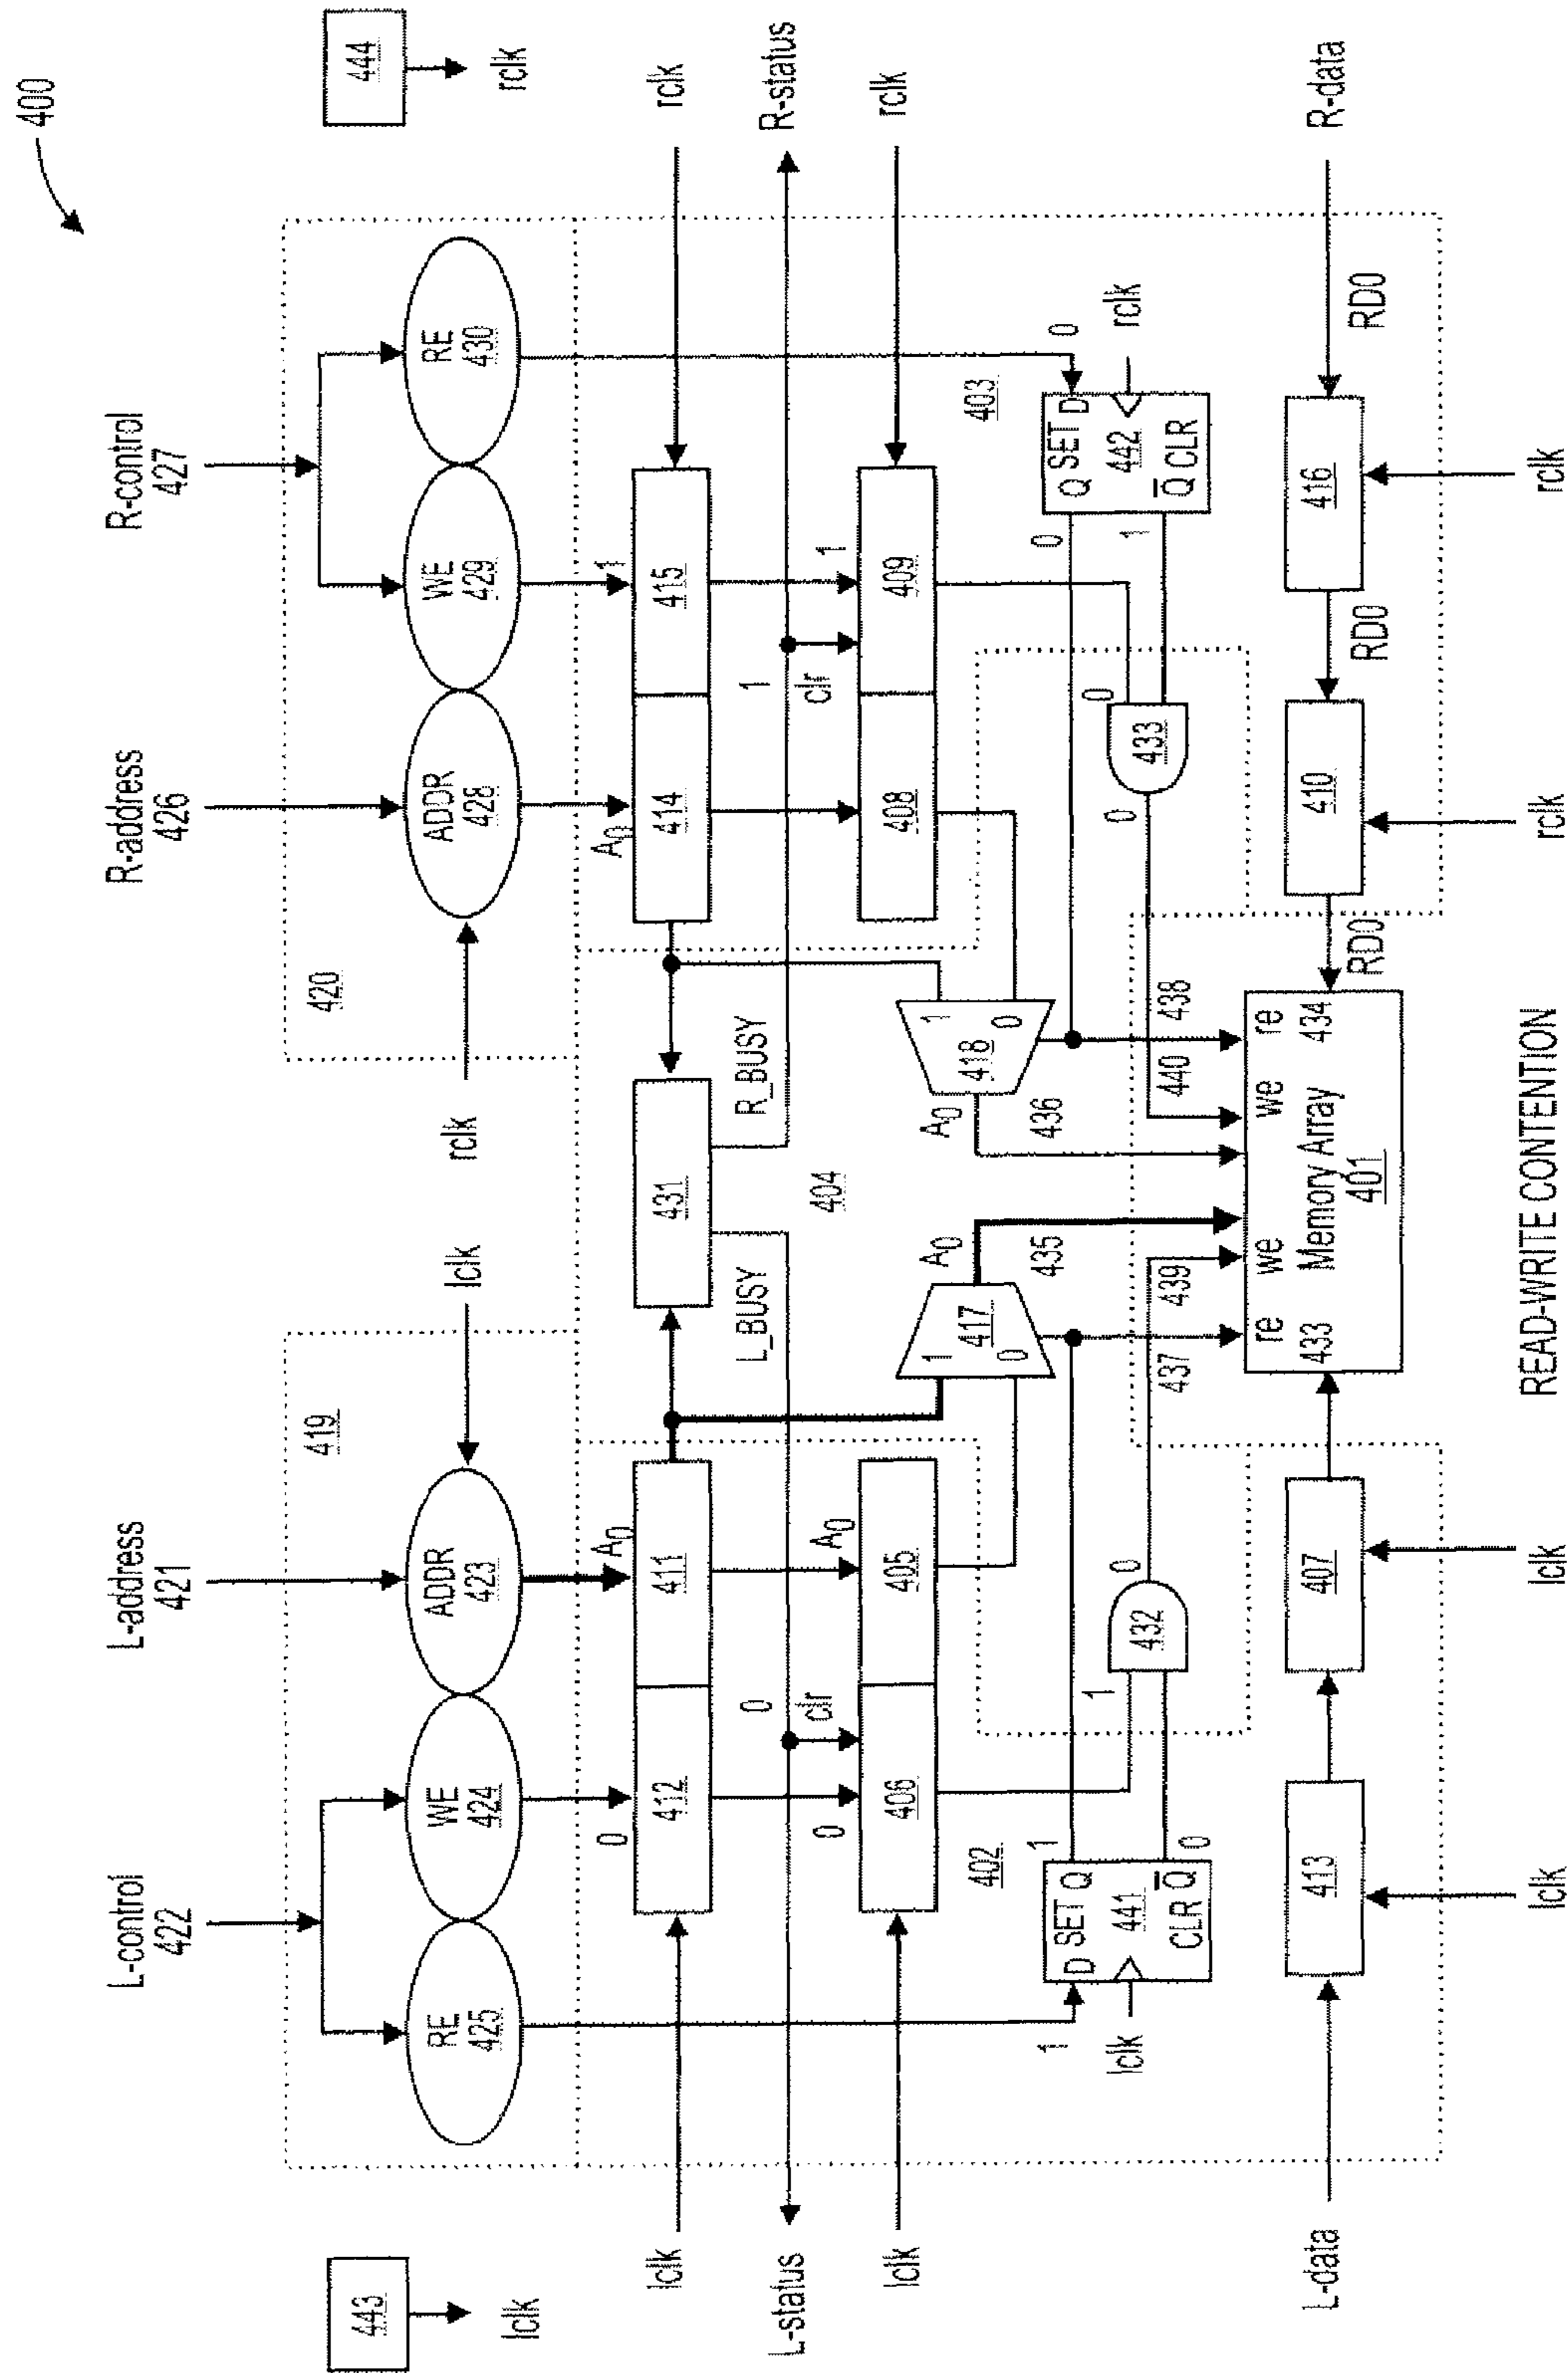 400
L-control
422
L-address
421
R-address
426
R-control
427
443
lclk
444
rclk
419
420
RE
425
WE
424
ADDR
423
lclk
rclk
ADDR
428
WE
429
RE
430
0
A0
A0
1
lclk
412
411
431
414
415
rclk
0
L_BUSY
R_BUSY
1
L-status
R-status
clr
clr
0
A0
404
1
lclk
406
405
408
409
rclk
402
403
1
0
417
1
0
418
A0
A0
435
436
1
D
SET
Q
1
441
CLR
Q
0
lclk
1
432
0
0
433
0
0
Q
SET
D
0
442
Q
CLR
1
rclk
437
439
440
438
re
we
we
re
433
Memory Array
434
401
L-data
413
407
RD0
410
RD0
416
RD0
R-data
lclk
lclk
rclk
rclk
READ-WRITE CONTENTION